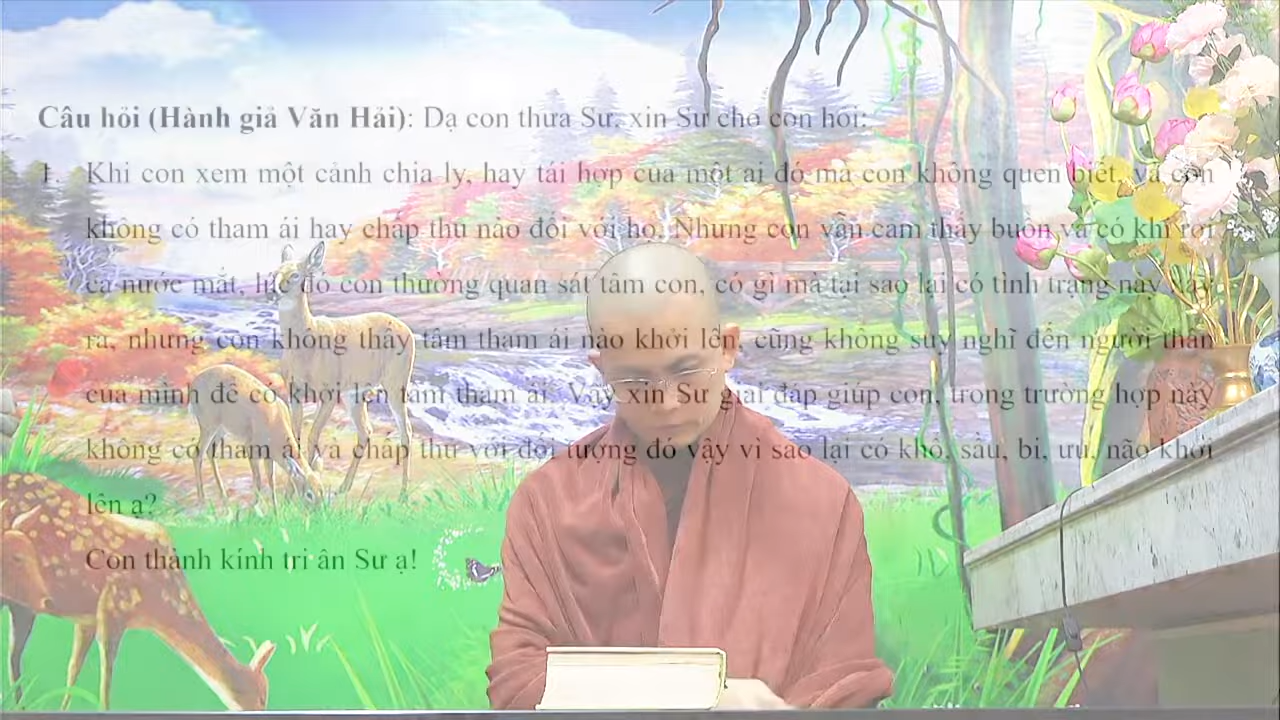 Câu hỏi (Hành giả Văn Hải): Dạ con thưa Sư, xin Sư cho con hỏi:
1. Khi con xem một cảnh chia ly, hay tái hợp của một ai đó mà con không quen biết, và con
không có tham ái hay chấp thủ nào đối với họ. Nhưng con vẫn cảm thấy buồn và có khi rơi
cả nước mắt, lúc đó con thường quan sát tâm con, có gì mà tại sao lại có tình trạng này xảy
ra, nhưng con không thấy tâm tham ái nào khởi lên, cũng không suy nghĩ đến người thân
của mình để có khởi lên tâm tham ái. Vậy xin Sư giải đáp giúp con, trong trường hợp này
không có tham ái và chấp thủ với đối tượng đó vậy vì sao lại có khổ, sầu, bi, ưu, não khởi
lên ạ?
Con thành kính tri ân Sư ạ!